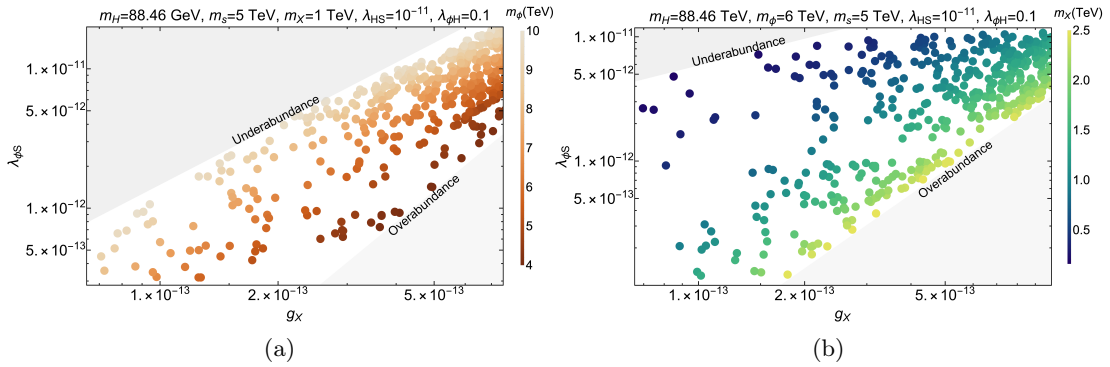 m_H=88.46 GeV, m_s=5 TeV, m_X=1 TeV, λ_HS=10^−11, λ_ϕH=0.1
m_ϕ(TeV)
1.×10^−11
5.×10^−12
1.×10^−12
5.×10^−13
λ_ϕS
Underabundance
Overabundance
1.×10^−13
2.×10^−13
5.×10^−13
g_X
10
9
8
7
6
5
4
(a)
m_H=88.46 TeV, m_ϕ=6 TeV, m_s=5 TeV, λ_HS=10^−11, λ_ϕH=0.1
m_X(TeV)
5.×10^−12
1.×10^−12
5.×10^−13
λ_ϕS
Underabundance
Overabundance
1.×10^−13
2.×10^−13
5.×10^−13
g_X
2.5
2.0
1.5
1.0
0.5
(b)